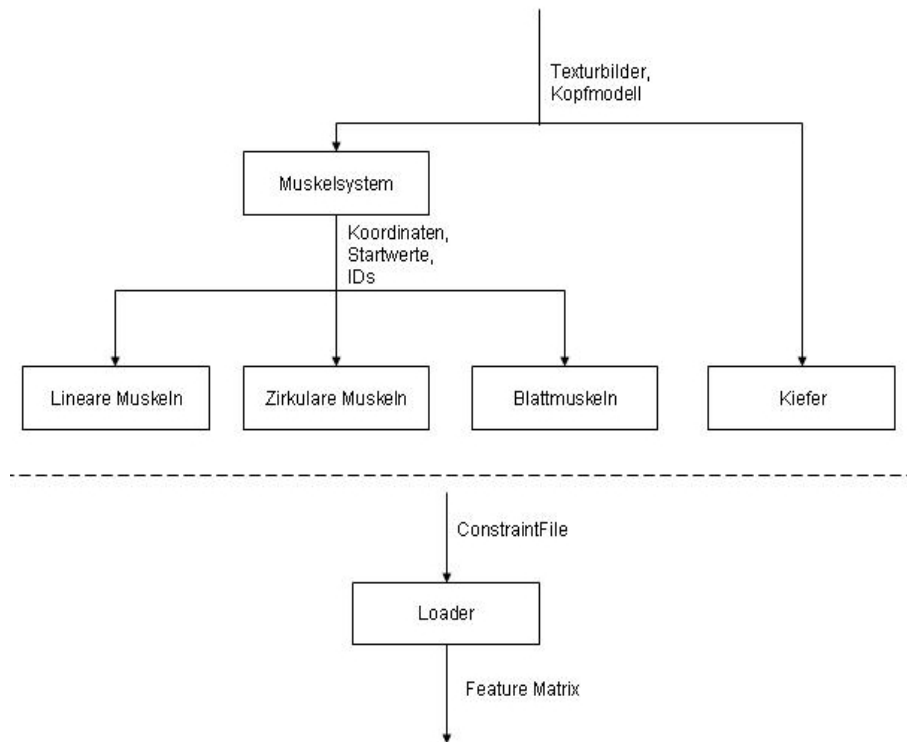 Texturbilder,
Kopfmodell
Muskelsystem
Koordinaten,
Startwerte,
IDs
Lineare Muskeln
Zirkulare Muskeln
Blattmuskeln
Kiefer
ConstraintFile
Loader
Feature Matrix